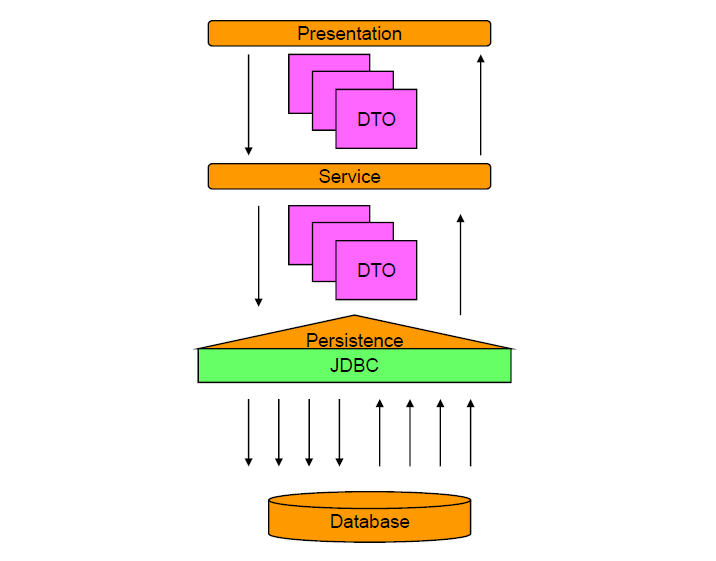 Presentation
DTO
Service
DTO
Persistence
JDBC
Database